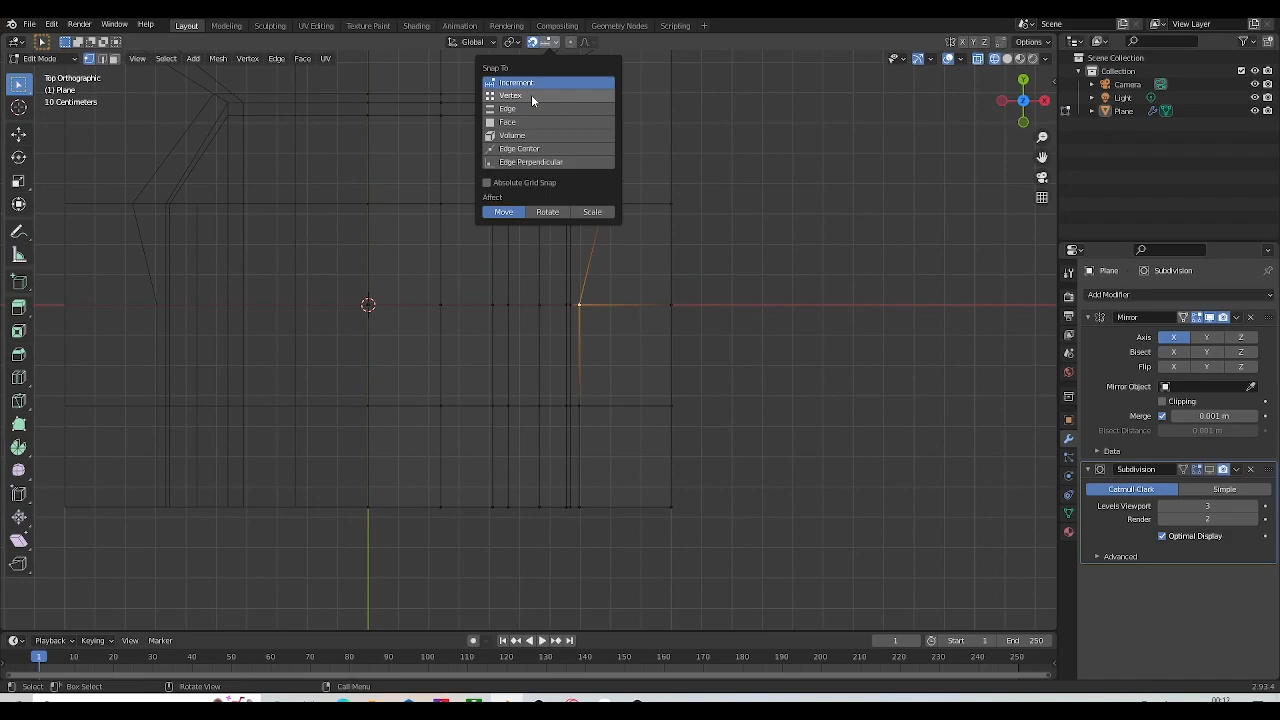 File Edit Render Window Help Layout Modeling Sculpting UV Editing Texture Paint Shading Animation Rendering Compositing Geometry Nodes Scripting + Scene View Layer
Global Options
Edit Mode View Select Add Mesh Vertex Edge Face UV
Top Orthographic
(1) Plane
10 Centimeters
Snap To
Increment
Vertex
Edge
Face
Volume
Edge Center
Edge Perpendicular
Absolute Grid Snap
Affect
Move Rotate Scale
X Y Z
Y
X
Z
Collection
Camera
Light
Plane
Plane > Subdivision
Add Modifier
Mirror
Axis X Y Z
Bisect X Y Z
Flip X Y Z
Mirror Object
Clipping
Merge 0.001 m
Bisect Distance 0.001 m
Data
Subdivision
Catmull Clark Simple
Levels Viewport 3
Render 2
Optimal Display
Advanced
Playback Keying View Marker 1 Start 1 End 250
1 10 20 30 40 50 60 70 80 90 100 110 120 130 140 150 160 170 180 190 200 210 220 230 240 250
Select Box Select Rotate View Call Menu 2.93.4
00:12